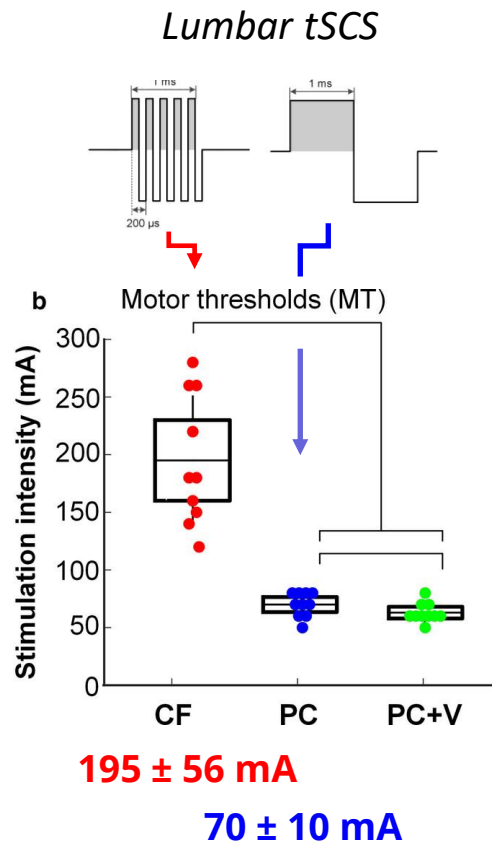 Lumbar tSCS
1 ms
1 ms
200 µs
b Motor thresholds (MT)
Stimulation intensity (mA)
300
250
200
150
100
50
0
CF PC PC+V
195 ± 56 mA
70 ± 10 mA